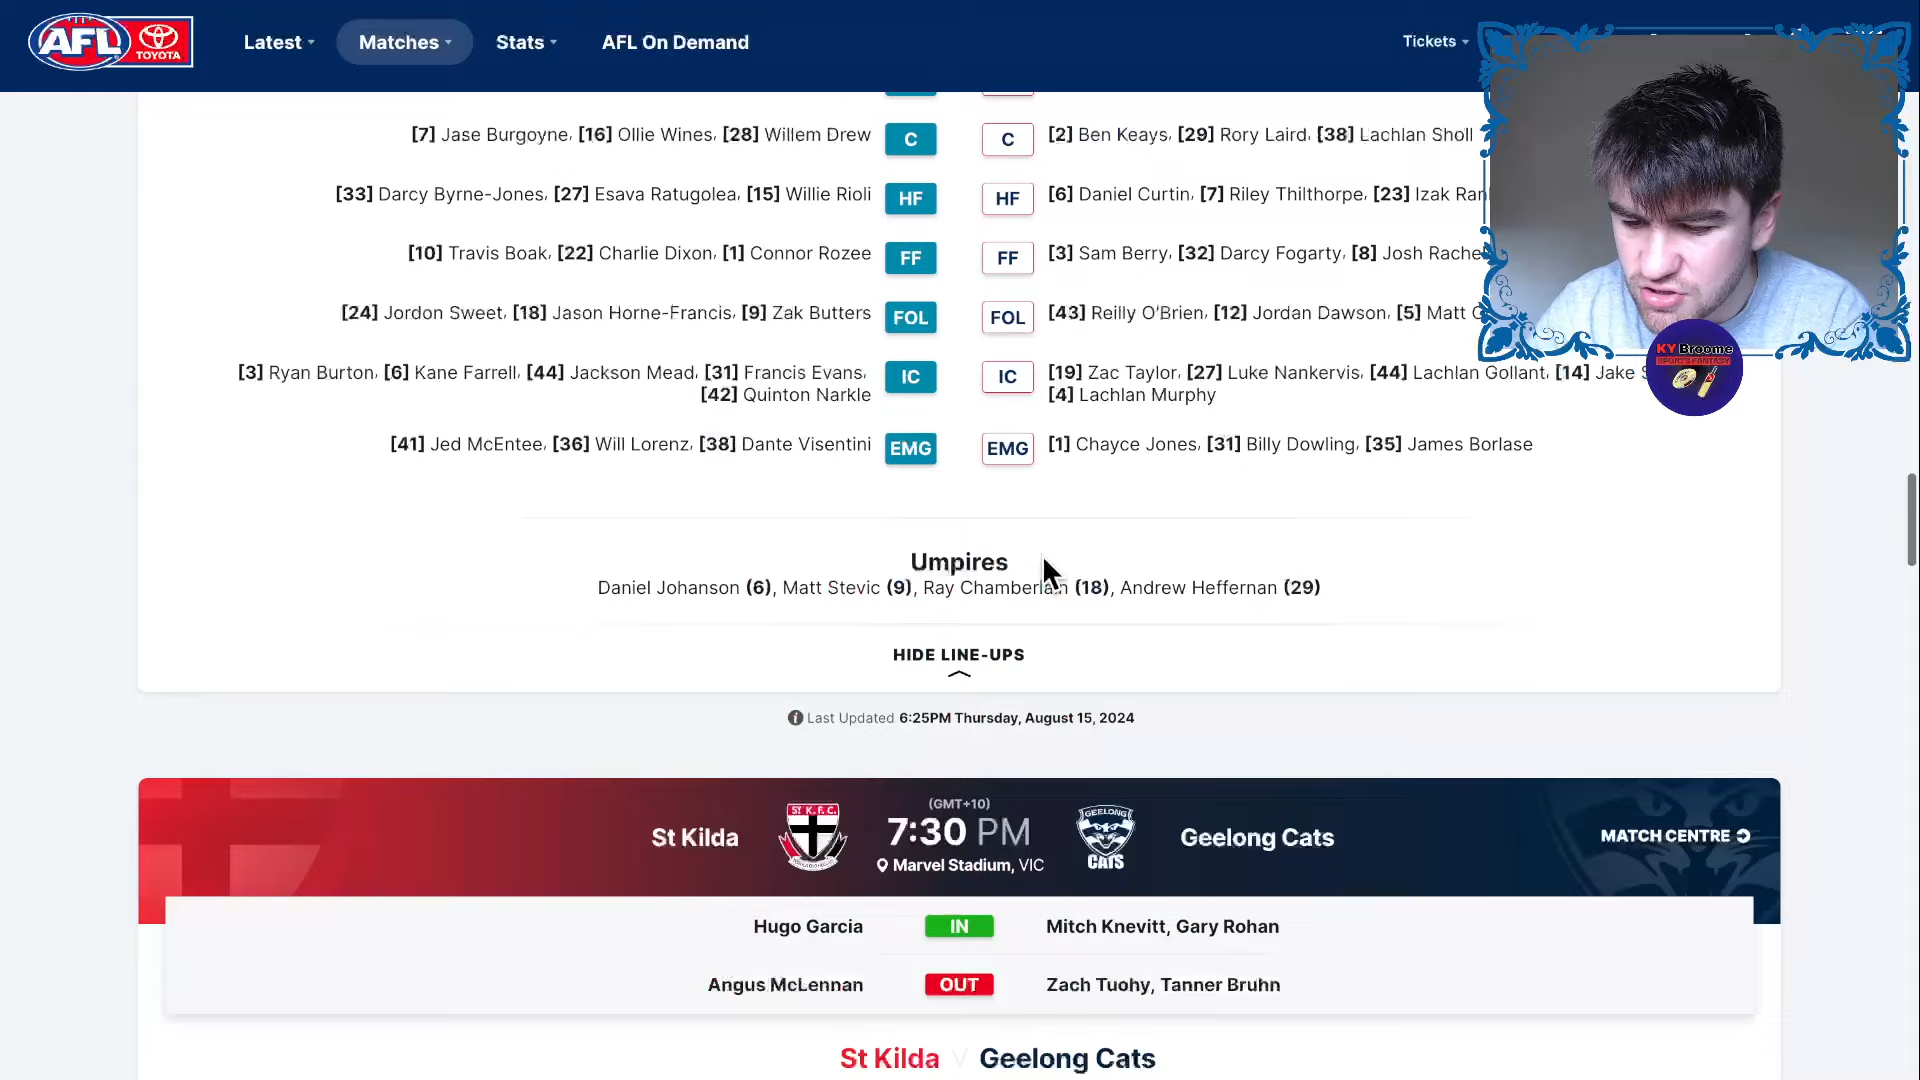 AFL TOYOTA Latest Matches Stats AFL On Demand Tickets
[7] Jase Burgoyne, [16] Ollie Wines, [28] Willem Drew C C [2] Ben Keays, [29] Rory Laird, [38] Lachlan Sholl
[33] Darcy Byrne-Jones, [27] Esava Ratugolea, [15] Willie Rioli HF HF [6] Daniel Curtin, [7] Riley Thilthorpe, [23] Izak
[10] Travis Boak, [22] Charlie Dixon, [1] Connor Rozee FF FF [3] Sam Berry, [32] Darcy Fogarty, [8] Josh
[24] Jordon Sweet, [18] Jason Horne-Francis, [9] Zak Butters FOL FOL [43] Reilly O'Brien, [12] Jordan Dawson, [5] Matt
KY Broome
SPORTS FANTASY
[3] Ryan Burton, [6] Kane Farrell, [44] Jackson Mead, [31] Francis Evans, IC IC [19] Zac Taylor, [27] Luke Nankervis, [44] Lachlan Gollant, [14] Jake
[42] Quinton Narkle [4] Lachlan Murphy
[41] Jed McEntee, [36] Will Lorenz, [38] Dante Visentini EMG EMG [1] Chayce Jones, [31] Billy Dowling, [35] James Borlase
Umpires
Daniel Johanson (6), Matt Stevic (9), Ray Chamberlain (18), Andrew Heffernan (29)
HIDE LINE-UPS
Last Updated 6:25PM Thursday, August 15, 2024
(GMT+10)
St Kilda ST K.F.C. 7:30 PM GEELONG CATS Geelong Cats MATCH CENTRE
Marvel Stadium, VIC
Hugo Garcia IN Mitch Knevitt, Gary Rohan
Angus McLennan OUT Zach Tuohy, Tanner Bruhn
St Kilda V Geelong Cats